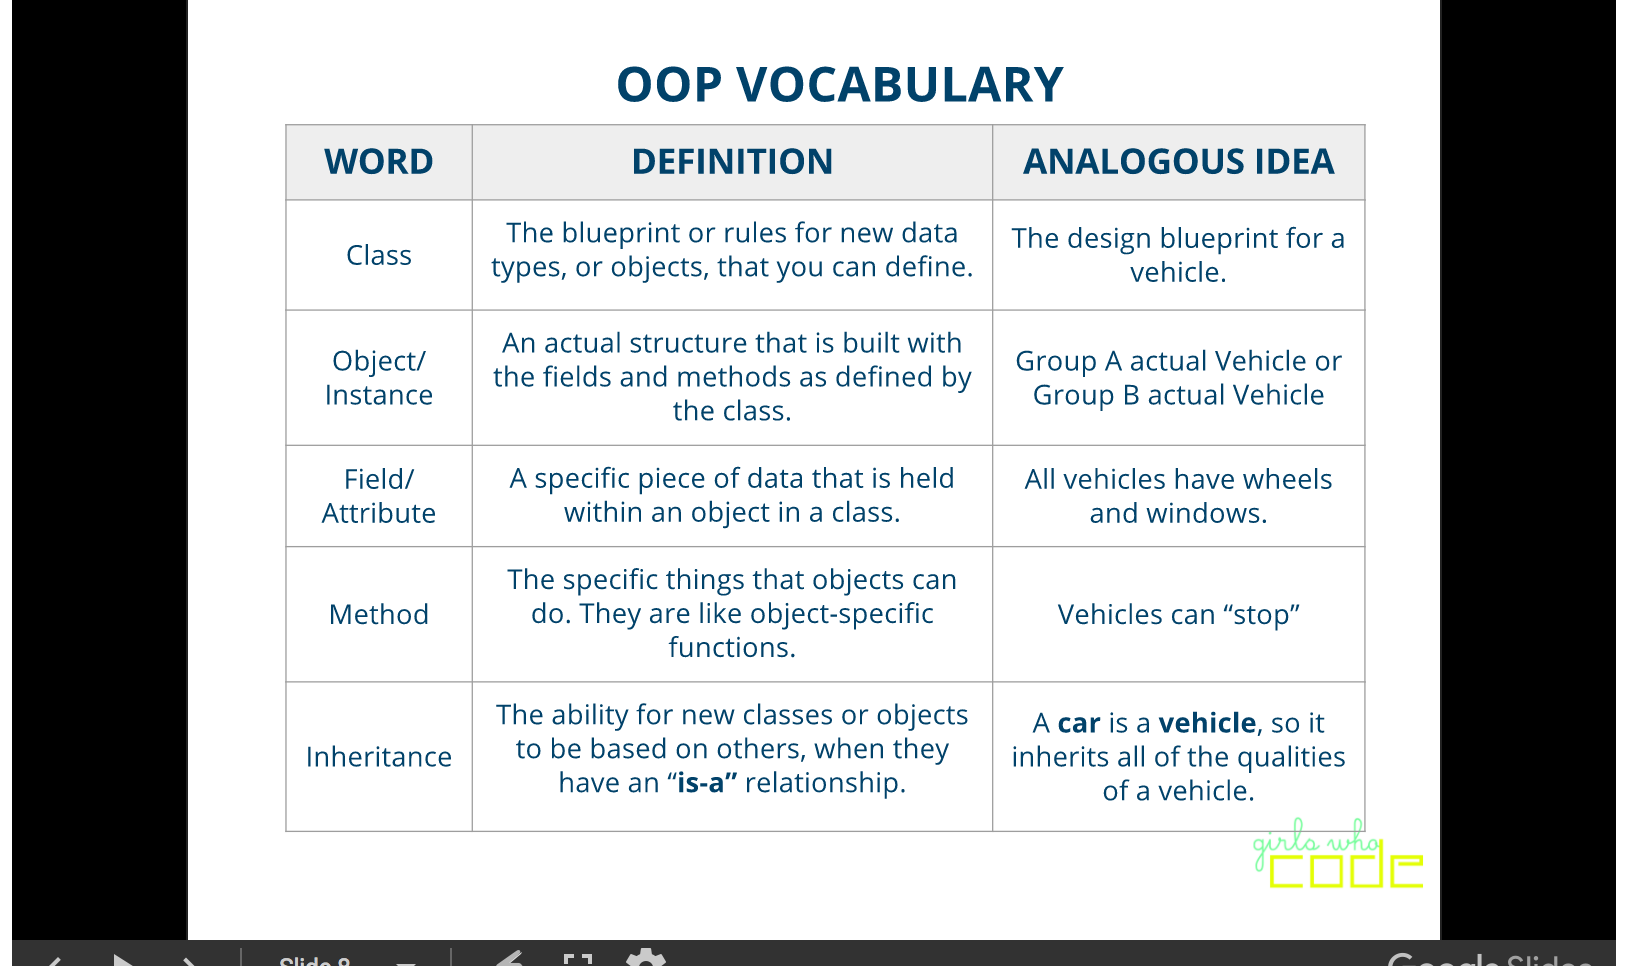 OOP VOCABULARY
WORD
DEFINITION
ANALOGOUS IDEA
Class
The blueprint or rules for new data
types, or objects, that you can define.
The design blueprint for a
vehicle.
Object/
Instance
An actual structure that is built with
the fields and methods as defined by
the class.
Group A actual Vehicle or
Group B actual Vehicle
Field/
Attribute
A specific piece of data that is held
within an object in a class.
All vehicles have wheels
and windows.
Method
The specific things that objects can
do. They are like object-specific
functions.
Vehicles can “stop”
Inheritance
The ability for new classes or objects
to be based on others, when they
have an “is-a” relationship.
A car is a vehicle, so it
inherits all of the qualities
of a vehicle.
girls who
code
Slide 8
Google Slides